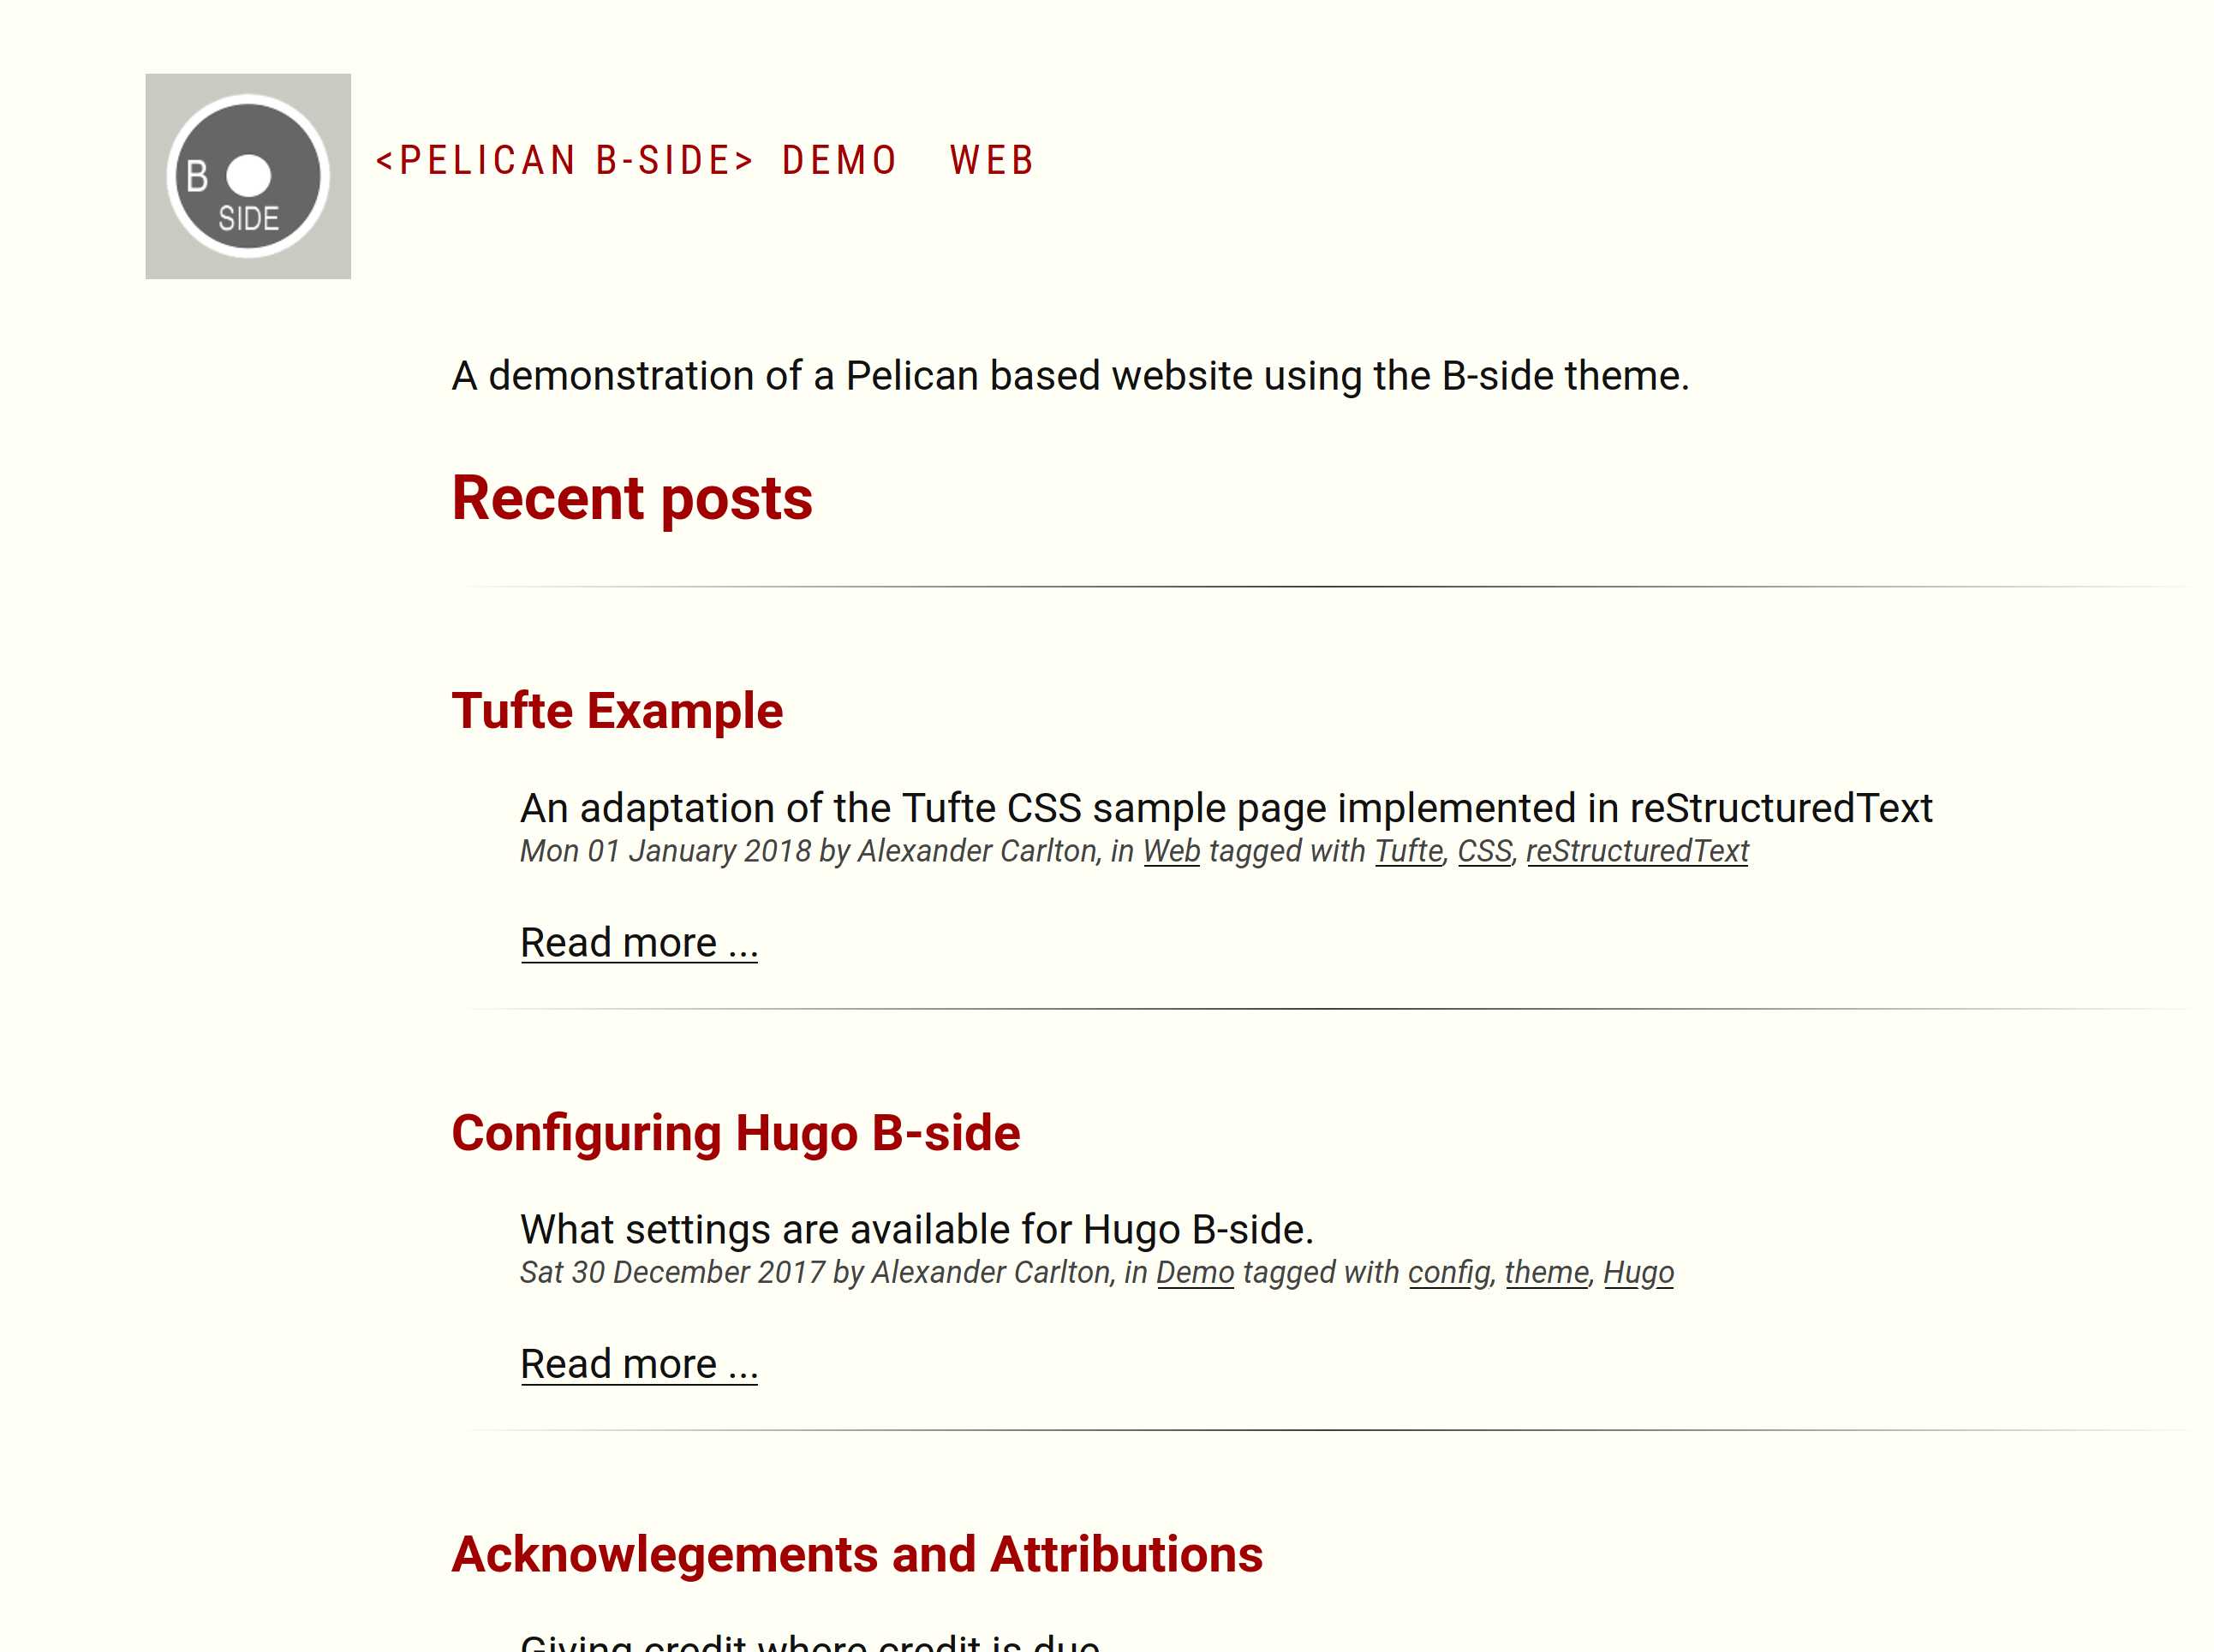 B
SIDE
<PELICAN B-SIDE> DEMO WEB
A demonstration of a Pelican based website using the B-side theme.
Recent posts
Tufte Example
An adaptation of the Tufte CSS sample page implemented in reStructuredText
Mon 01 January 2018 by Alexander Carlton, in Web tagged with Tufte, CSS, reStructuredText
Read more ...
Configuring Hugo B-side
What settings are available for Hugo B-side.
Sat 30 December 2017 by Alexander Carlton, in Demo tagged with config, theme, Hugo
Read more ...
Acknowlegements and Attributions
Giving credit where credit is due